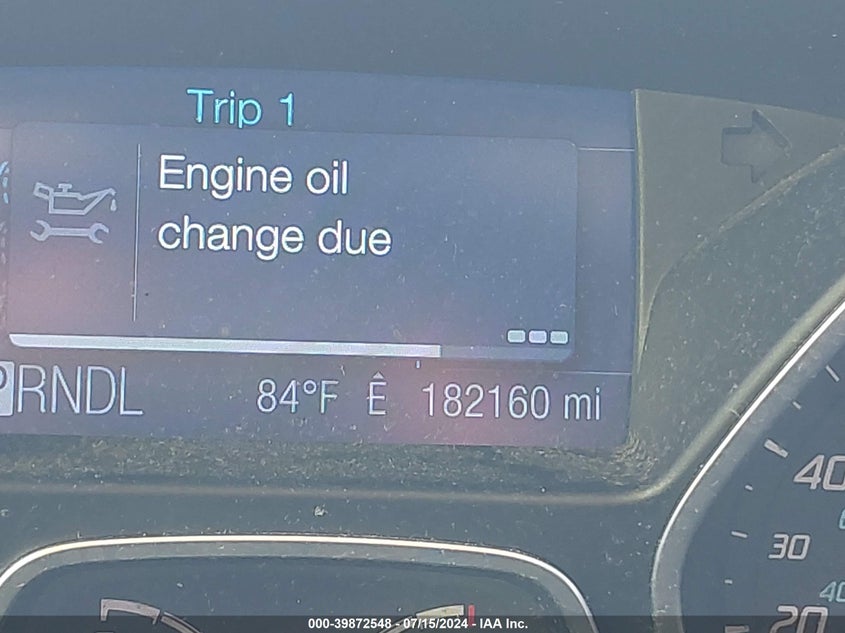 Trip 1
Engine oil
change due
PRNDL 84°F Ê 182160 mi
40
30
20
000-39872548 - 07/15/2024 - IAA Inc.